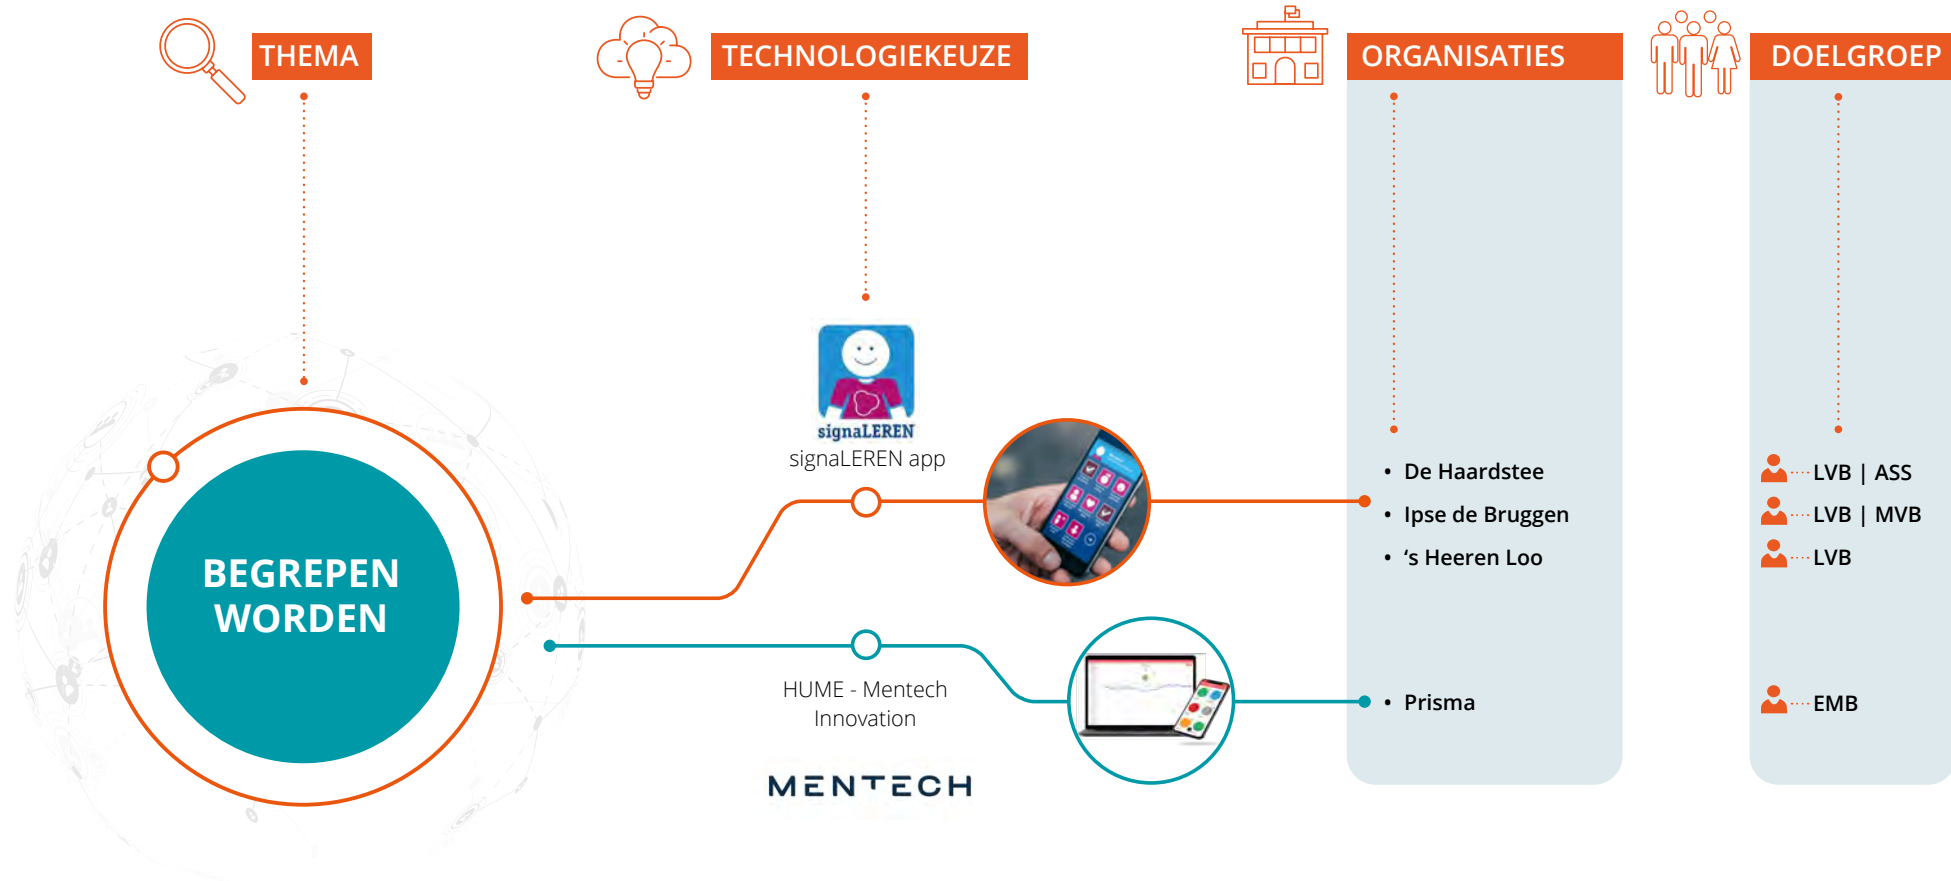 THEMA
TECHNOLOGIEKEUZE
ORGANISATIES
DOELGROEP
BEGREPEN
WORDEN
signaLEREN
signaLEREN app
HUME - Mentech
Innovation
MENTECH
• De Haardstee
• Ipse de Bruggen
• ‘s Heeren Loo
• Prisma
LVB | ASS
LVB | MVB
LVB
EMB